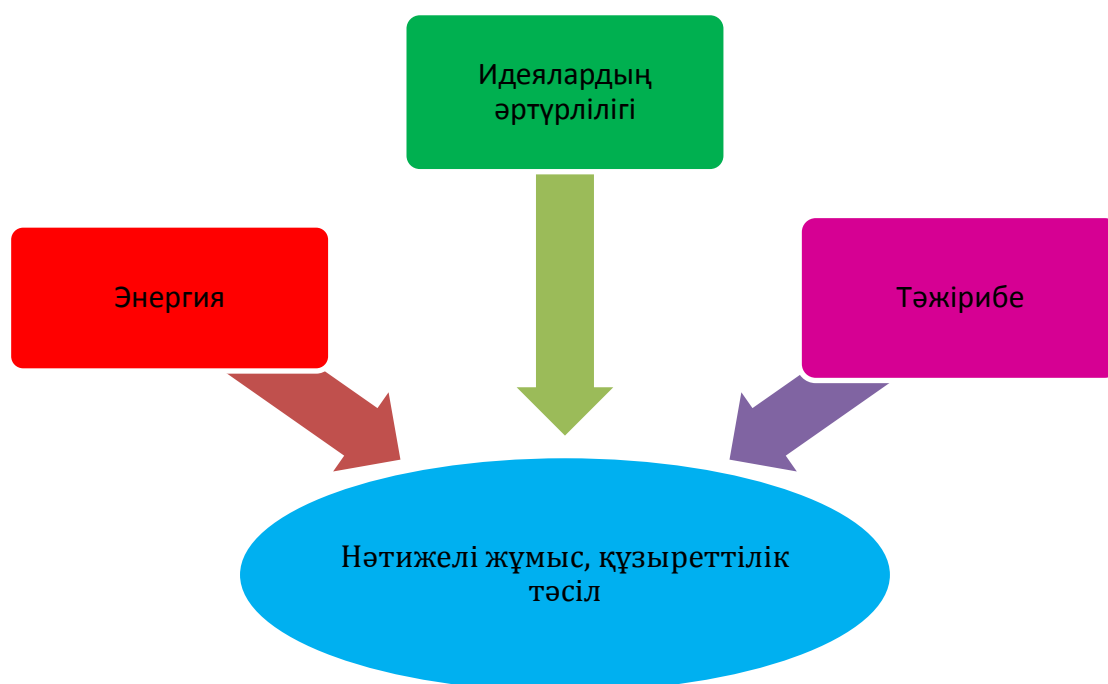 Идеялардың
әртүрлілігі
Энергия
Тәжірибе
Нәтижелі жұмыс, құзыреттілік
тәсіл